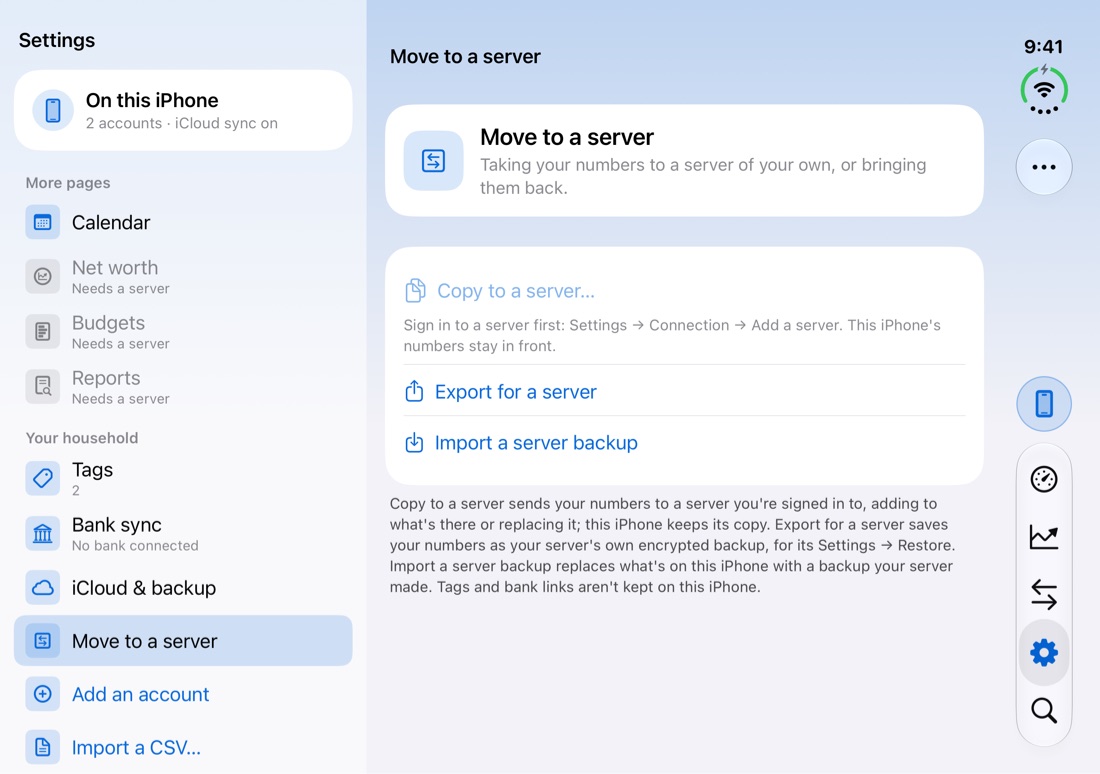 Settings
On this iPhone
2 accounts · iCloud sync on
More pages
Calendar
Net worth
Needs a server
Budgets
Needs a server
Reports
Needs a server
Your household
Tags
2
Bank sync
No bank connected
iCloud & backup
Move to a server
Add an account
Import a CSV...
Move to a server
Move to a server
Taking your numbers to a server of your own, or bringing
them back.
Copy to a server...
Sign in to a server first: Settings → Connection → Add a server. This iPhone's
numbers stay in front.
Export for a server
Import a server backup
Copy to a server sends your numbers to a server you're signed in to, adding to
what's there or replacing it; this iPhone keeps its copy. Export for a server saves
your numbers as your server's own encrypted backup, for its Settings → Restore.
Import a server backup replaces what's on this iPhone with a backup your server
made. Tags and bank links aren't kept on this iPhone.
9:41